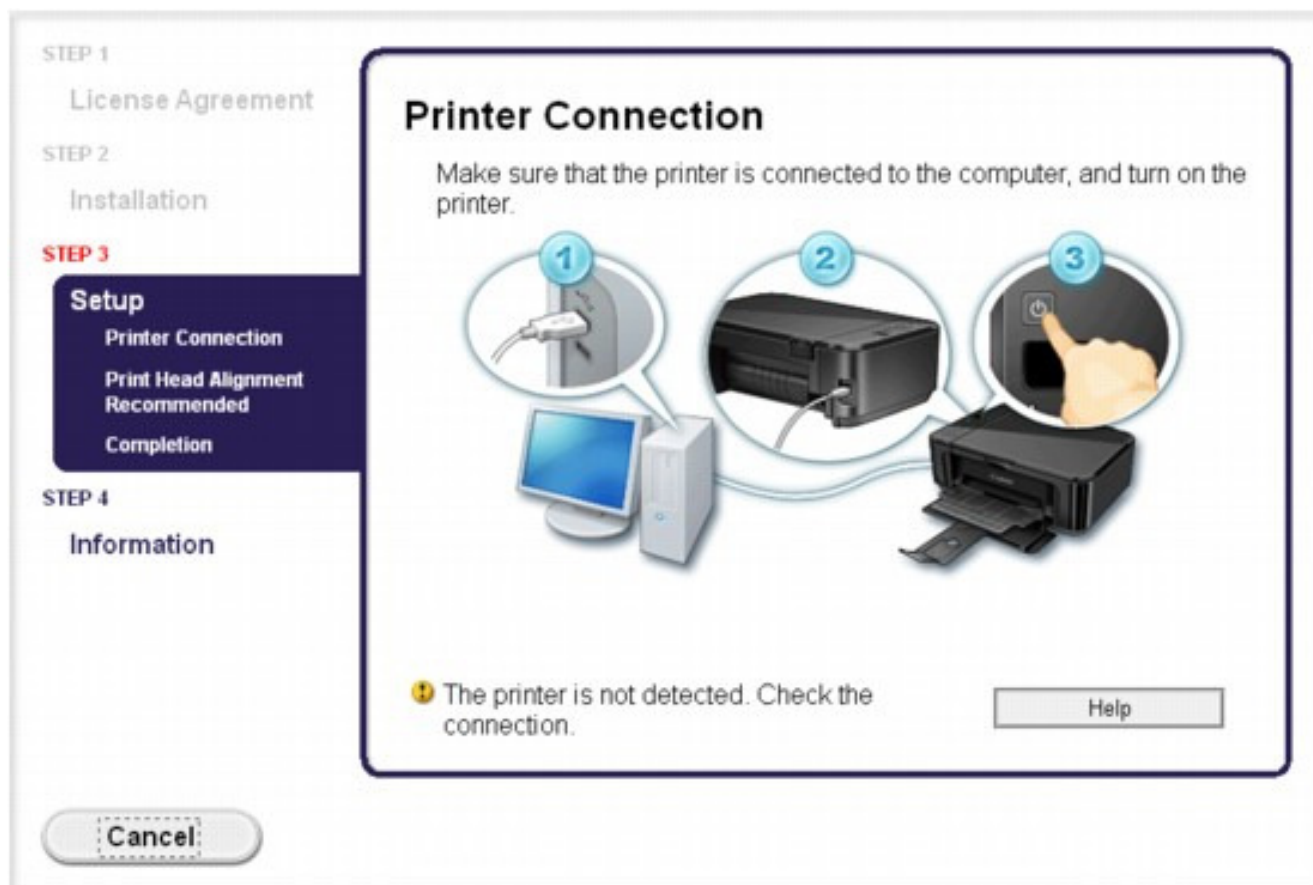 STEP 1
License Agreement
STEP 2
Installation
STEP 3
Setup
Printer Connection
Print Head Alignment
Recommended
Completion
STEP 4
Information
Printer Connection
Make sure that the printer is connected to the computer, and turn on the
printer.
1
2
3
The printer is not detected. Check the
connection.
Help
Cancel